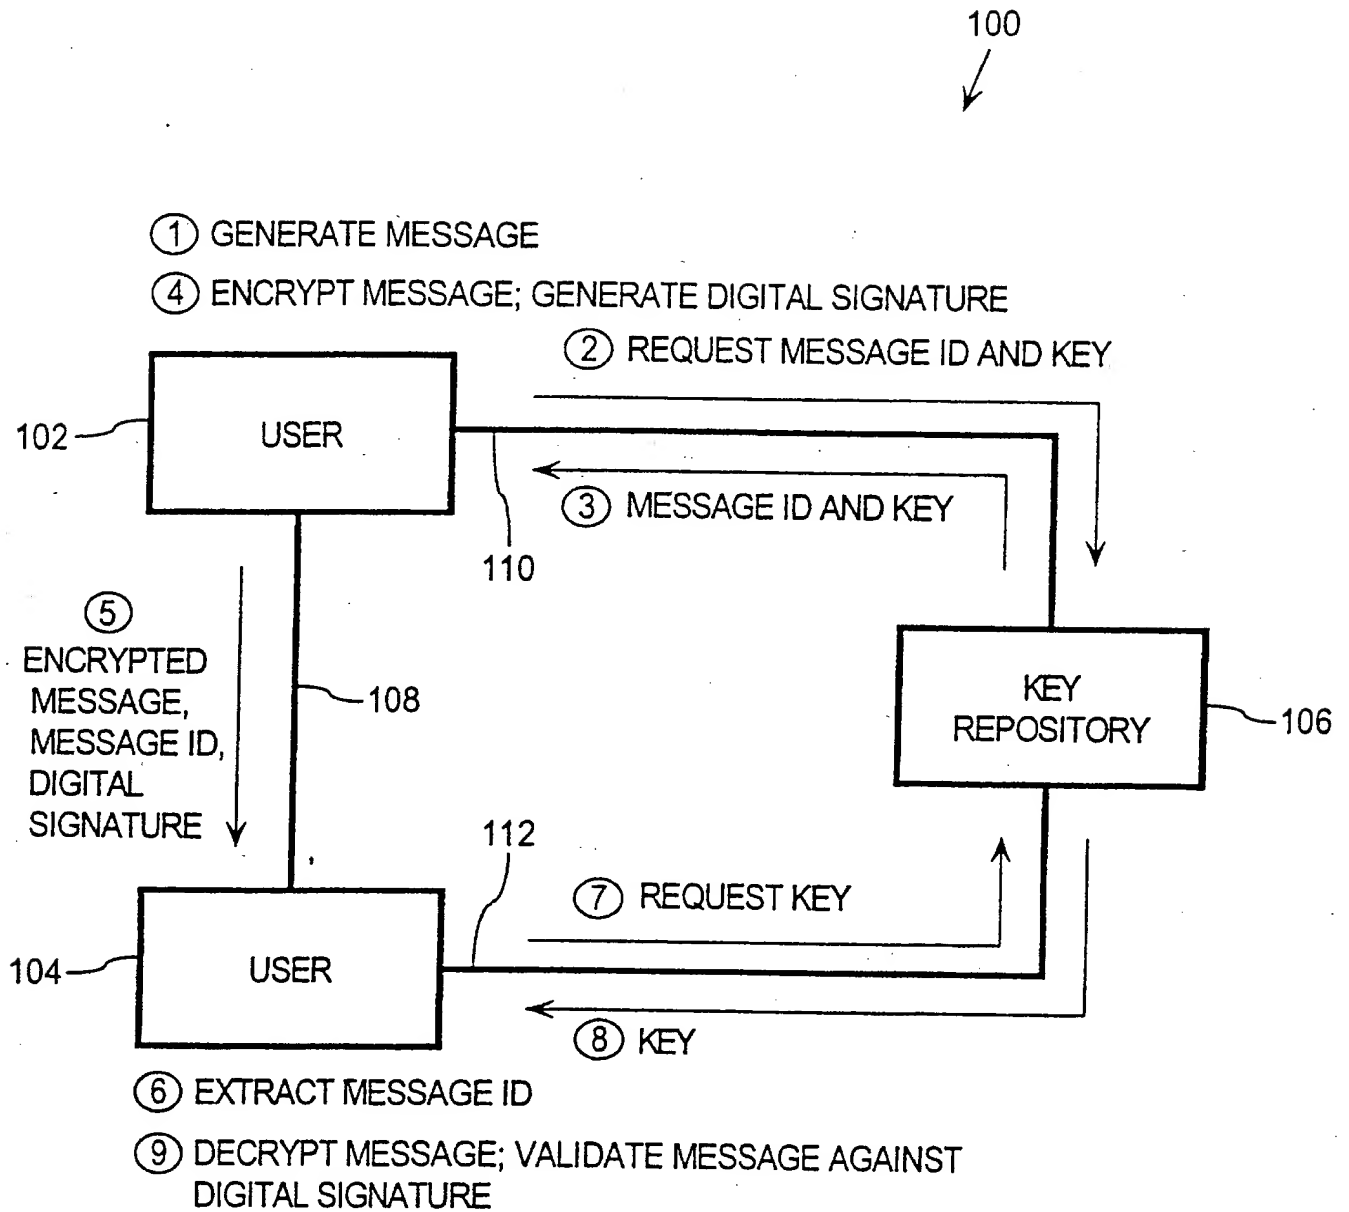 100
① GENERATE MESSAGE
④ ENCRYPT MESSAGE; GENERATE DIGITAL SIGNATURE
② REQUEST MESSAGE ID AND KEY
102
USER
③ MESSAGE ID AND KEY
110
⑤
ENCRYPTED
MESSAGE,
MESSAGE ID,
DIGITAL
SIGNATURE
108
KEY
REPOSITORY
106
112
⑦ REQUEST KEY
104
USER
⑧ KEY
⑥ EXTRACT MESSAGE ID
⑨ DECRYPT MESSAGE; VALIDATE MESSAGE AGAINST
DIGITAL SIGNATURE